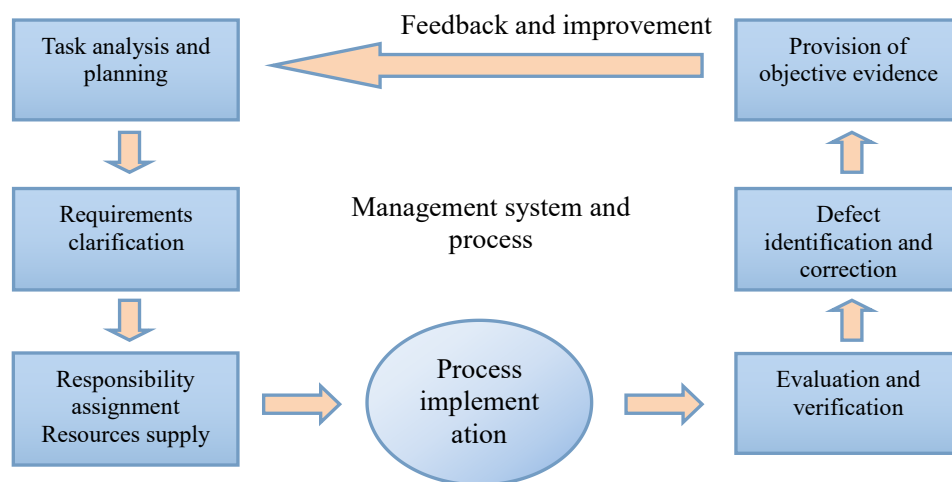 Task analysis and
planning
Feedback and improvement
Provision of
objective evidence
Requirements
clarification
Management system and
process
Defect
identification and
correction
Responsibility
assignment
Resources supply
Process
implement
ation
Evaluation and
verification